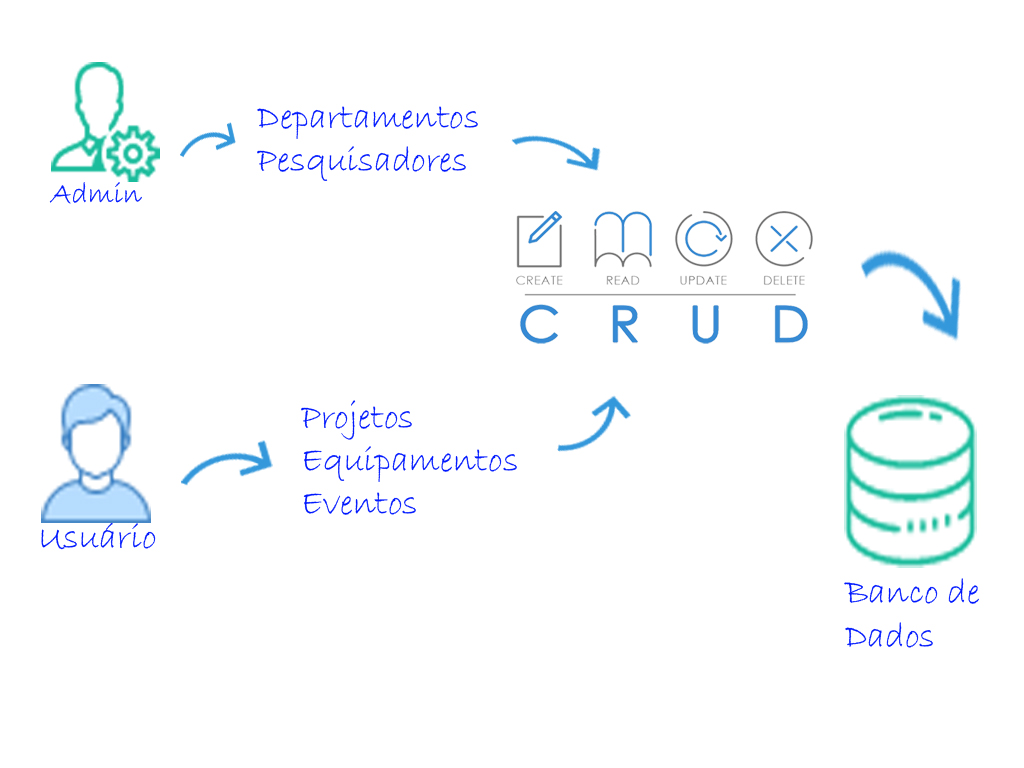 Departamentos
Pesquisadores
Admin
CREATE READ UPDATE DELETE
C R U D
Projetos
Equipamentos
Eventos
Usuário
Banco de
Dados